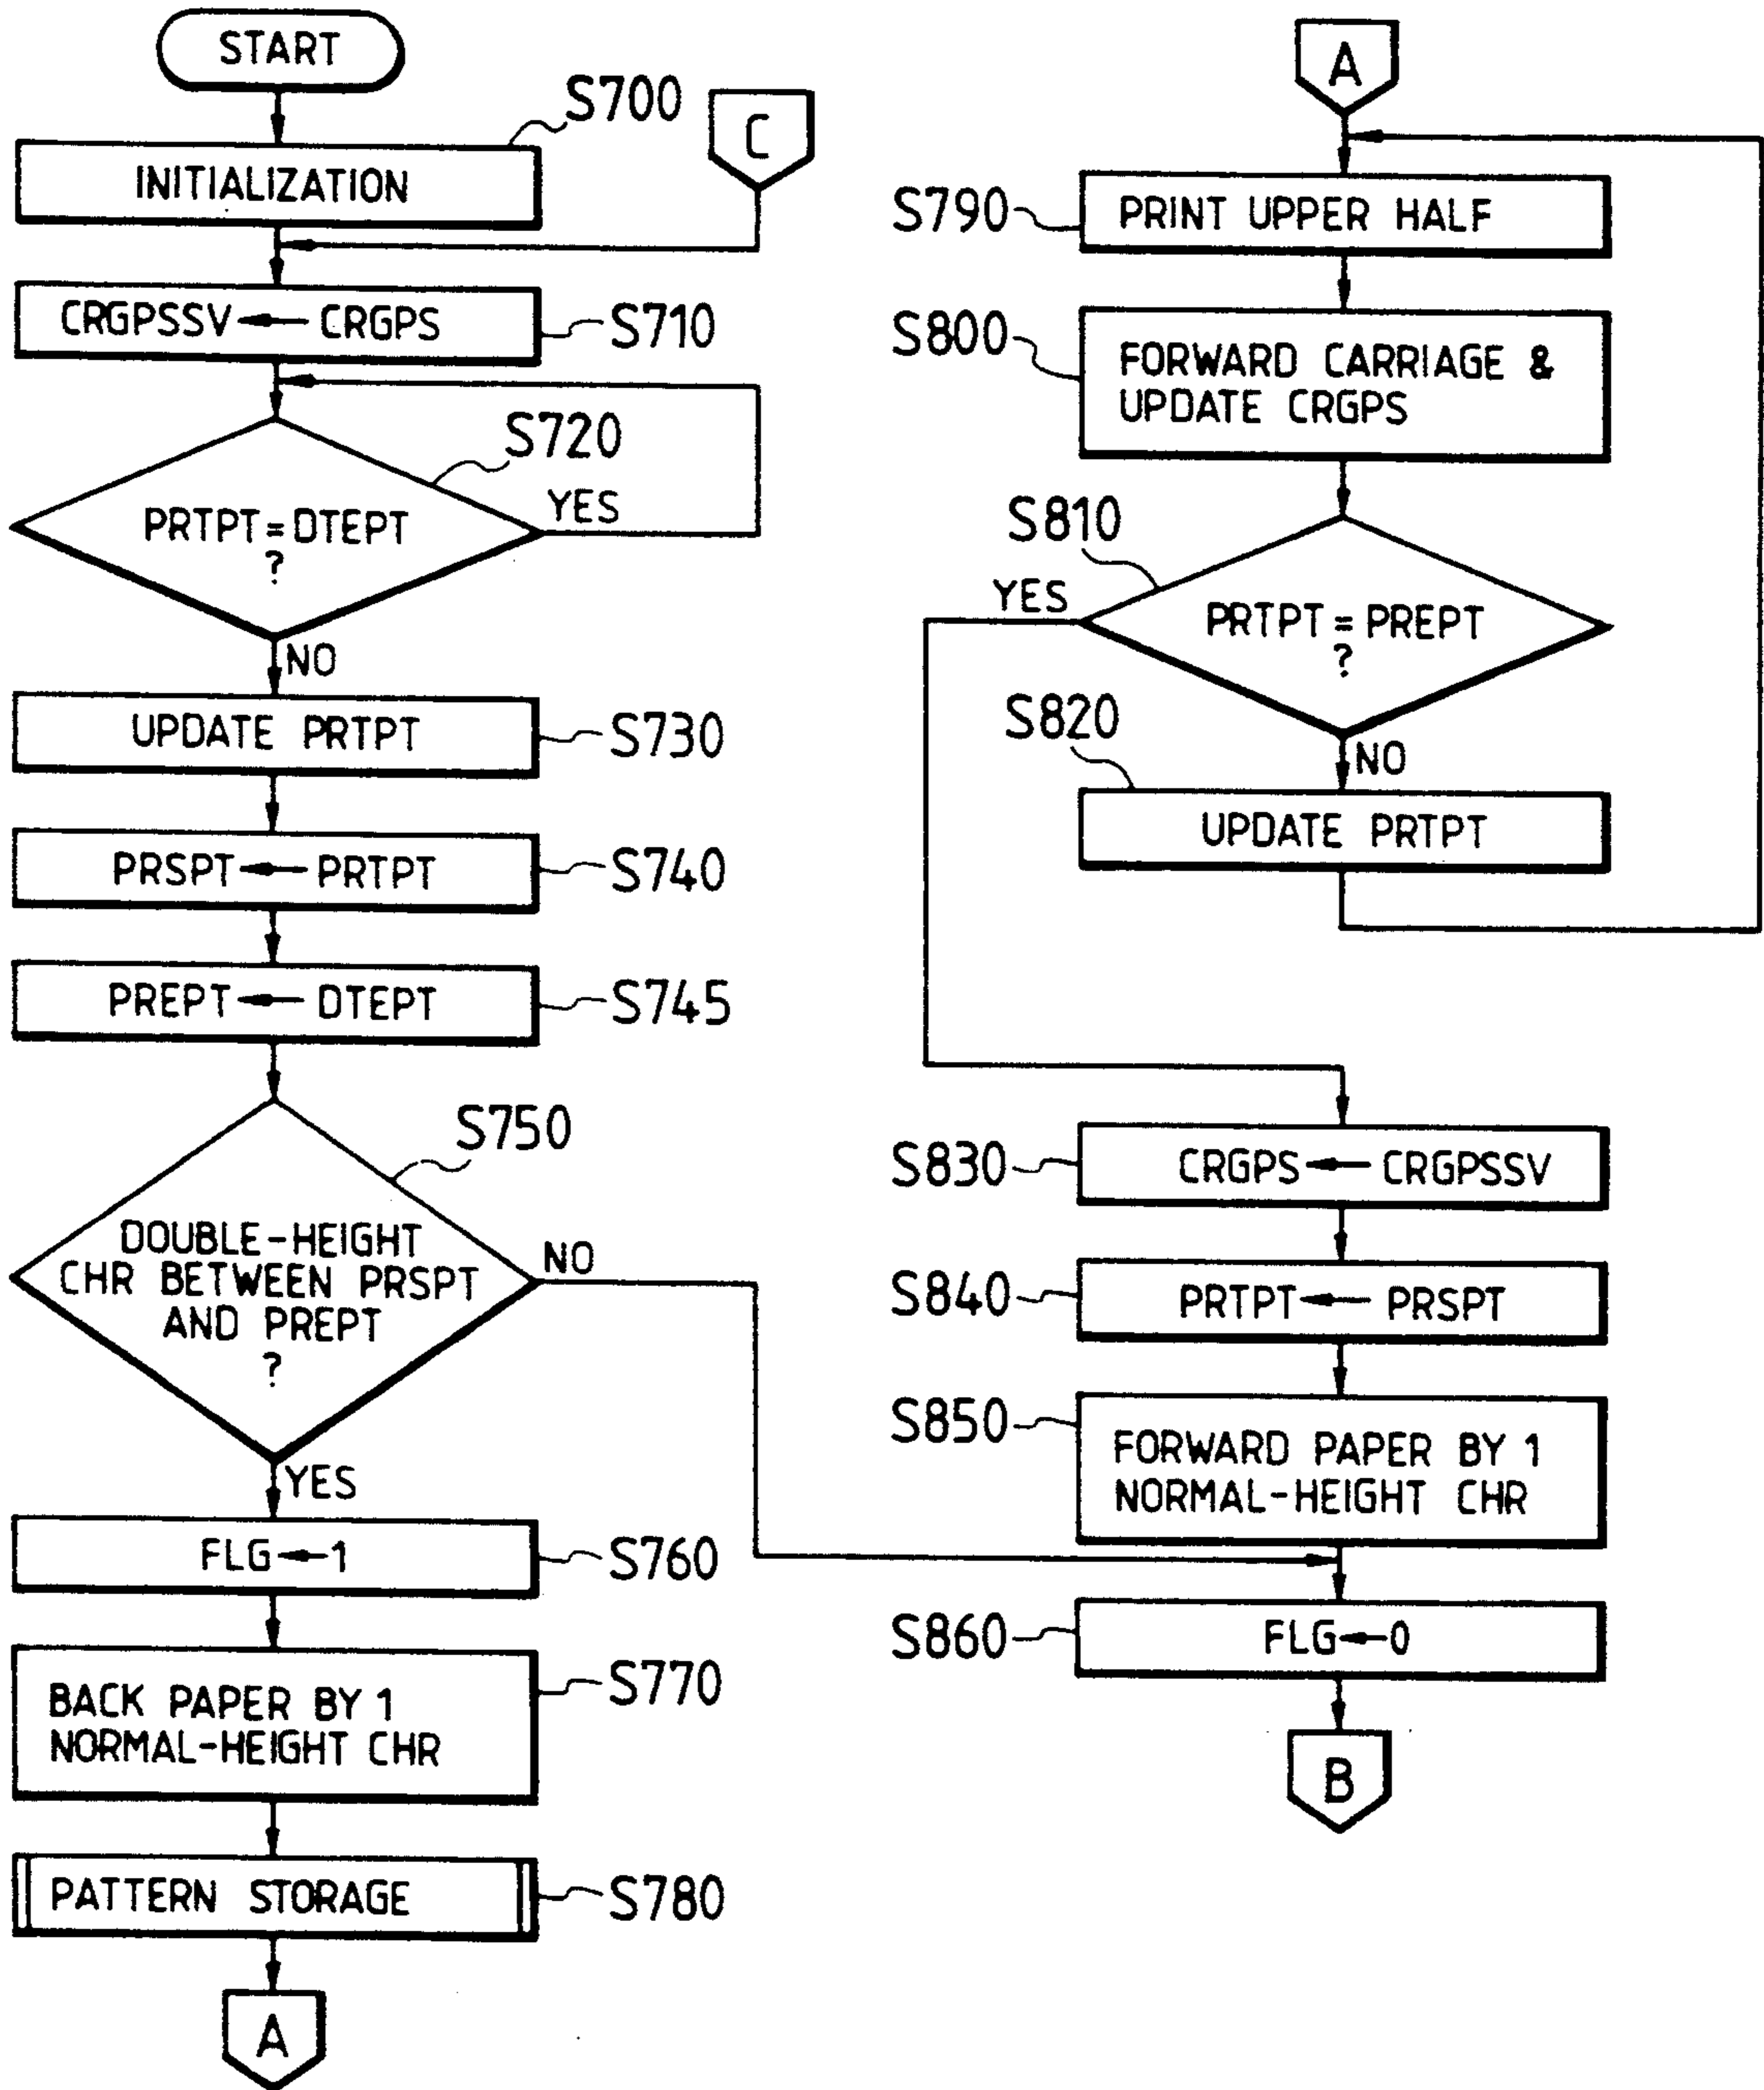 START
S700
INITIALIZATION
C
CRGPSSV ← CRGPS
S710
S720
PRTPT = DTEPT
?
YES
NO
UPDATE PRTPT
S730
PRSPT ← PRTPT
S740
PREPT ← DTEPT
S745
S750
DOUBLE-HEIGHT
CHR BETWEEN PRSPT
AND PREPT
?
NO
YES
FLG ← 1
S760
BACK PAPER BY 1
NORMAL-HEIGHT CHR
S770
PATTERN STORAGE
S780
A
A
S790
PRINT UPPER HALF
S800
FORWARD CARRIAGE &
UPDATE CRGPS
S810
YES
PRTPT = PREPT
?
S820
NO
UPDATE PRTPT
S830
CRGPS ← CRGPSSV
S840
PRTPT ← PRSPT
S850
FORWARD PAPER BY 1
NORMAL-HEIGHT CHR
S860
FLG ← 0
B